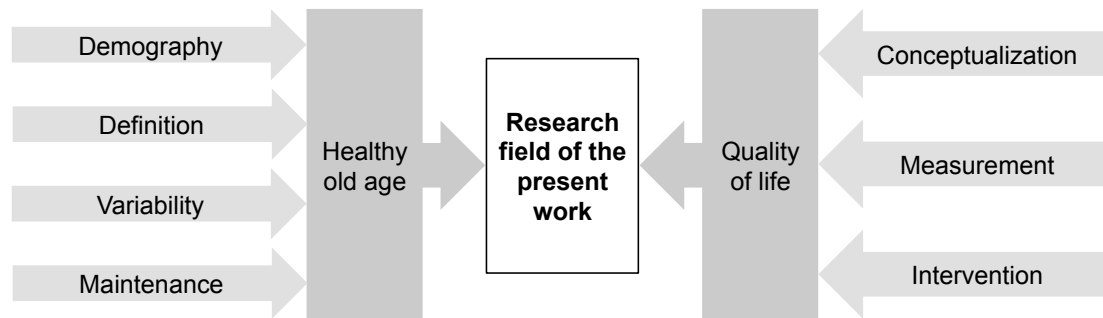 Demography
Definition
Variability
Maintenance
Healthy
old age
Research
field of the
present
work
Quality
of life
Conceptualization
Measurement
Intervention